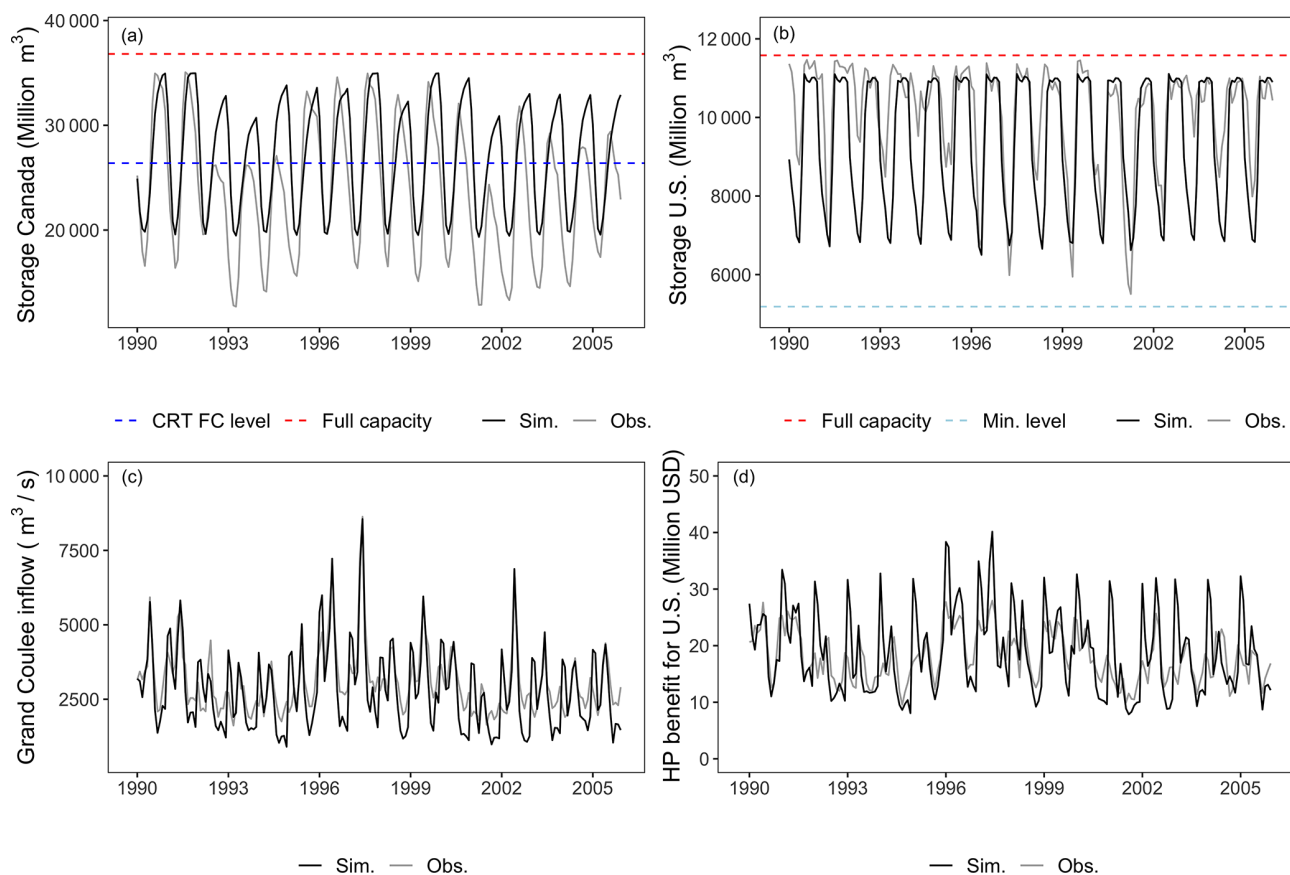 (a)
Storage Canada (Million m³)
40 000
30 000
20 000
1990 1993 1996 1999 2002 2005
CRT FC level Full capacity Sim. Obs.
(b)
Storage U.S. (Million m³)
12 000
10 000
8000
6000
1990 1993 1996 1999 2002 2005
Full capacity Min. level Sim. Obs.
(c)
Grand Coulee inflow ( m³ / s)
10 000
7500
5000
2500
1990 1993 1996 1999 2002 2005
Sim. Obs.
(d)
HP benefit for U.S. (Million USD)
50
40
30
20
10
0
1990 1993 1996 1999 2002 2005
Sim. Obs.